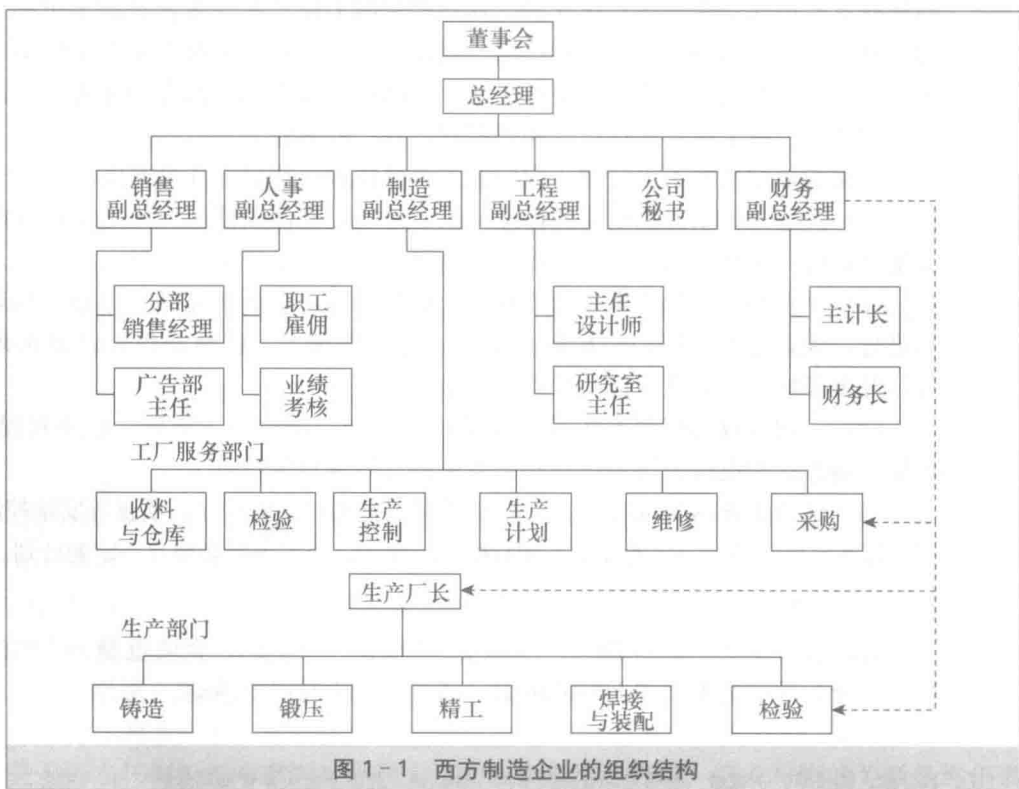 董事会
总经理
销售
副总经理
人事
副总经理
制造
副总经理
工程
副总经理
公司
秘书
财务
副总经理
分部
销售经理
职工
雇佣
主任
设计师
主计长
广告部
主任
业绩
考核
研究室
主任
财务长
工厂服务部门
收料
与仓库
检验
生产
控制
生产
计划
维修
采购
生产厂长
生产部门
铸造
锻压
精工
焊接
与装配
检验
图1-1 西方制造企业的组织结构